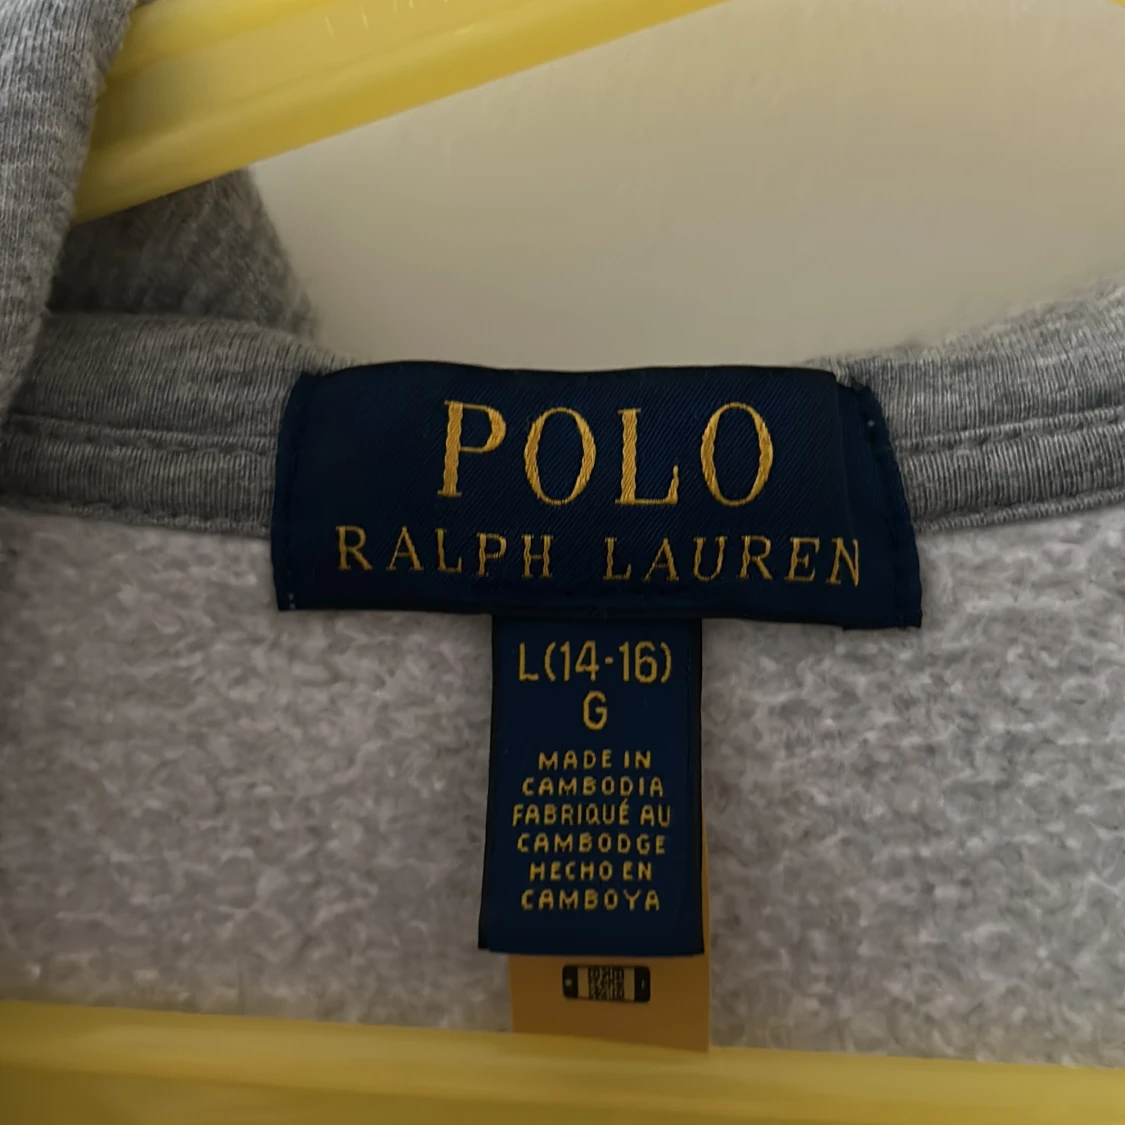 POLO
RALPH LAUREN
L(14-16)
G
MADE IN
CAMBODIA
FABRIQUÉ AU
CAMBODGE
HECHO EN
CAMBOYA